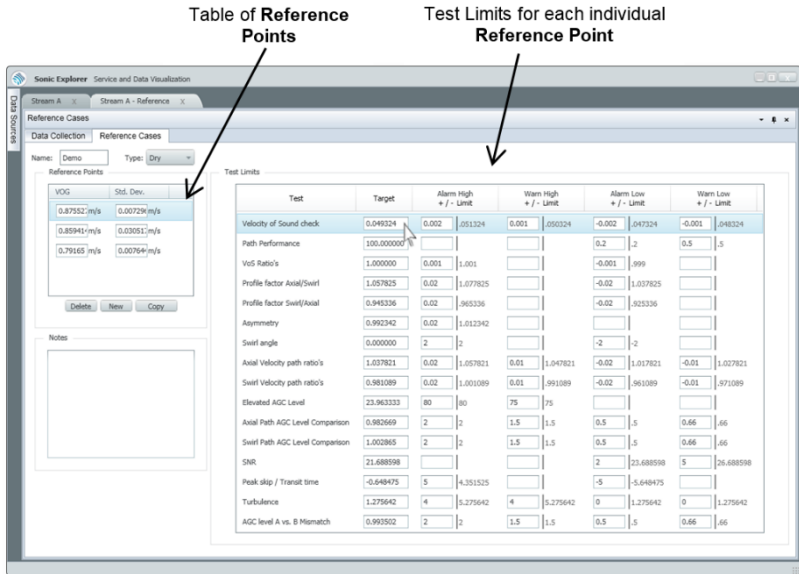 Table of Reference
Points
Test Limits for each individual
Reference Point
Sonic Explorer Service and Data Visualization
Data Sources
Stream A X Stream A - Reference X
Reference Cases
Data Collection Reference Cases
Name: Demo Type: Dry
Reference Points
VOG Std. Dev.
m/s m/s
m/s m/s
0.79165 m/s m/s
Delete New Copy
Notes
Test Limits
Test Target Alarm High Warn High Alarm Low Warn Low
+ / - Limit + / - Limit + / - Limit + / - Limit
Velocity of Sound check 0.049324 0.002 .051324 0.001 .050324 -0.002 .047324 -0.001 .048324
Path Performance 100.000000 0.2 .2 0.5 .5
VoS Ratio's 1.000000 0.001 1.001 -0.001 .999
Profile factor Axial/Swirl 1.057825 0.02 1.077825 -0.02 1.037825
Profile factor Swirl/Axial 0.945336 0.02 .965336 -0.02 .925336
Asymmetry 0.992342 0.02 1.012342
Swirl angle 0.000000 2 2 -2 -2
Axial Velocity path ratio's 1.037821 0.02 1.057821 0.01 1.047821 -0.02 1.017821 -0.01 1.027821
Swirl Velocity path ratio's 0.981089 0.02 1.001089 0.01 .991089 -0.02 .961089 -0.01 .971089
Elevated AGC Level 23.963333 80 80 75 75
Axial Path AGC Level Comparison 0.982669 2 2 1.5 1.5 0.5 .5 0.66 .66
Swirl Path AGC Level Comparison 1.002865 2 2 1.5 1.5 0.5 .5 0.66 .66
SNR 21.688598 2 23.688598 5 26.688598
Peak skip / Transit time -0.648475 5 4.351525 -5 -5.648475
Turbulence 1.275642 4 5.275642 4 5.275642 0 1.275642 0 1.275642
AGC level A vs. B Mismatch 0.993502 2 2 1.5 1.5 0.5 .5 0.66 .66